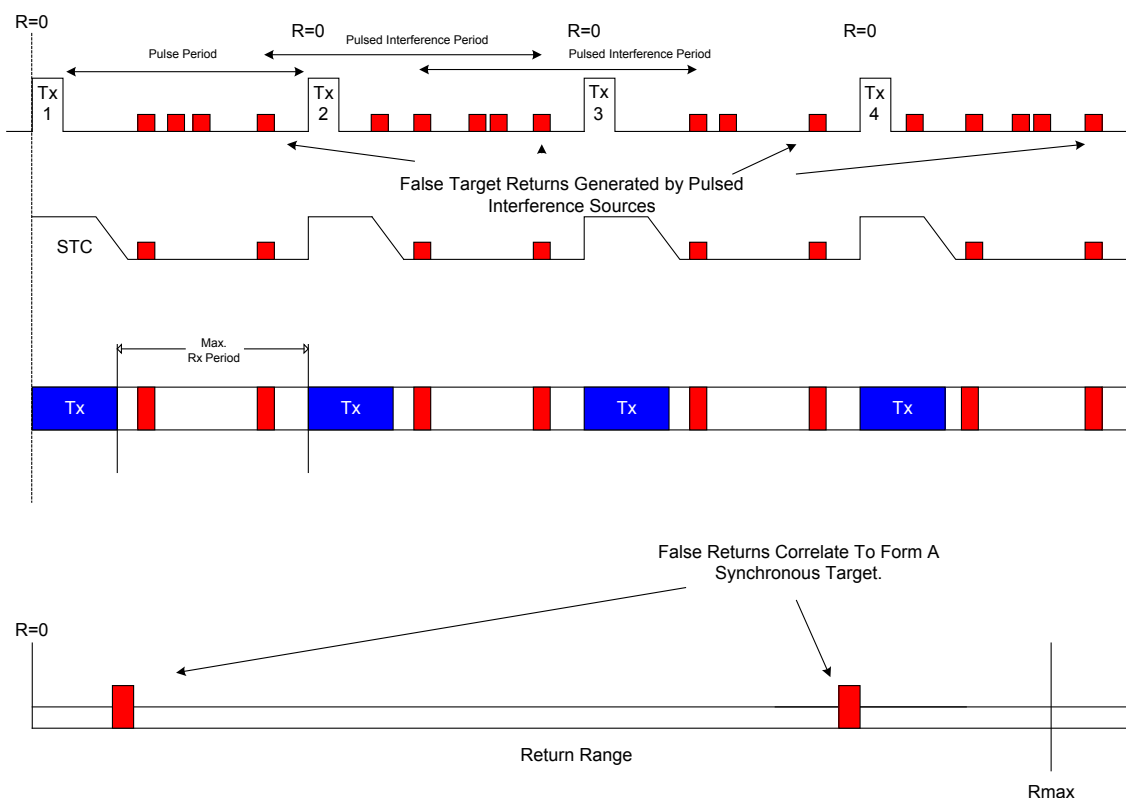 R=0
R=0
R=0
R=0
Pulse Period
Pulsed Interference Period
Pulsed Interference Period
Tx
1
Tx
2
Tx
3
Tx
4
False Target Returns Generated by Pulsed
Interference Sources
STC
Max.
Rx Period
Tx
Tx
Tx
Tx
False Returns Correlate To Form A
Synchronous Target.
R=0
Return Range
Rmax